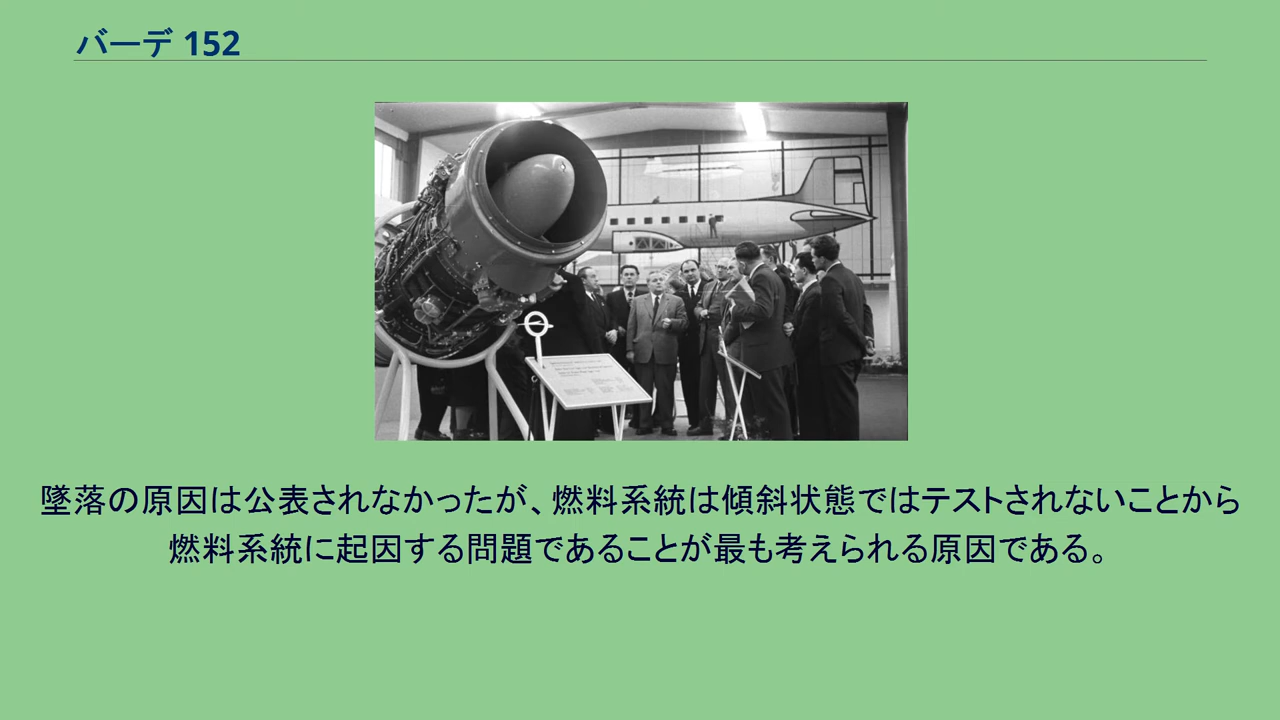 バーデ 152
墜落の原因は公表されなかったが、燃料系統は傾斜状態ではテストされないことから
燃料系統に起因する問題であることが最も考えられる原因である。